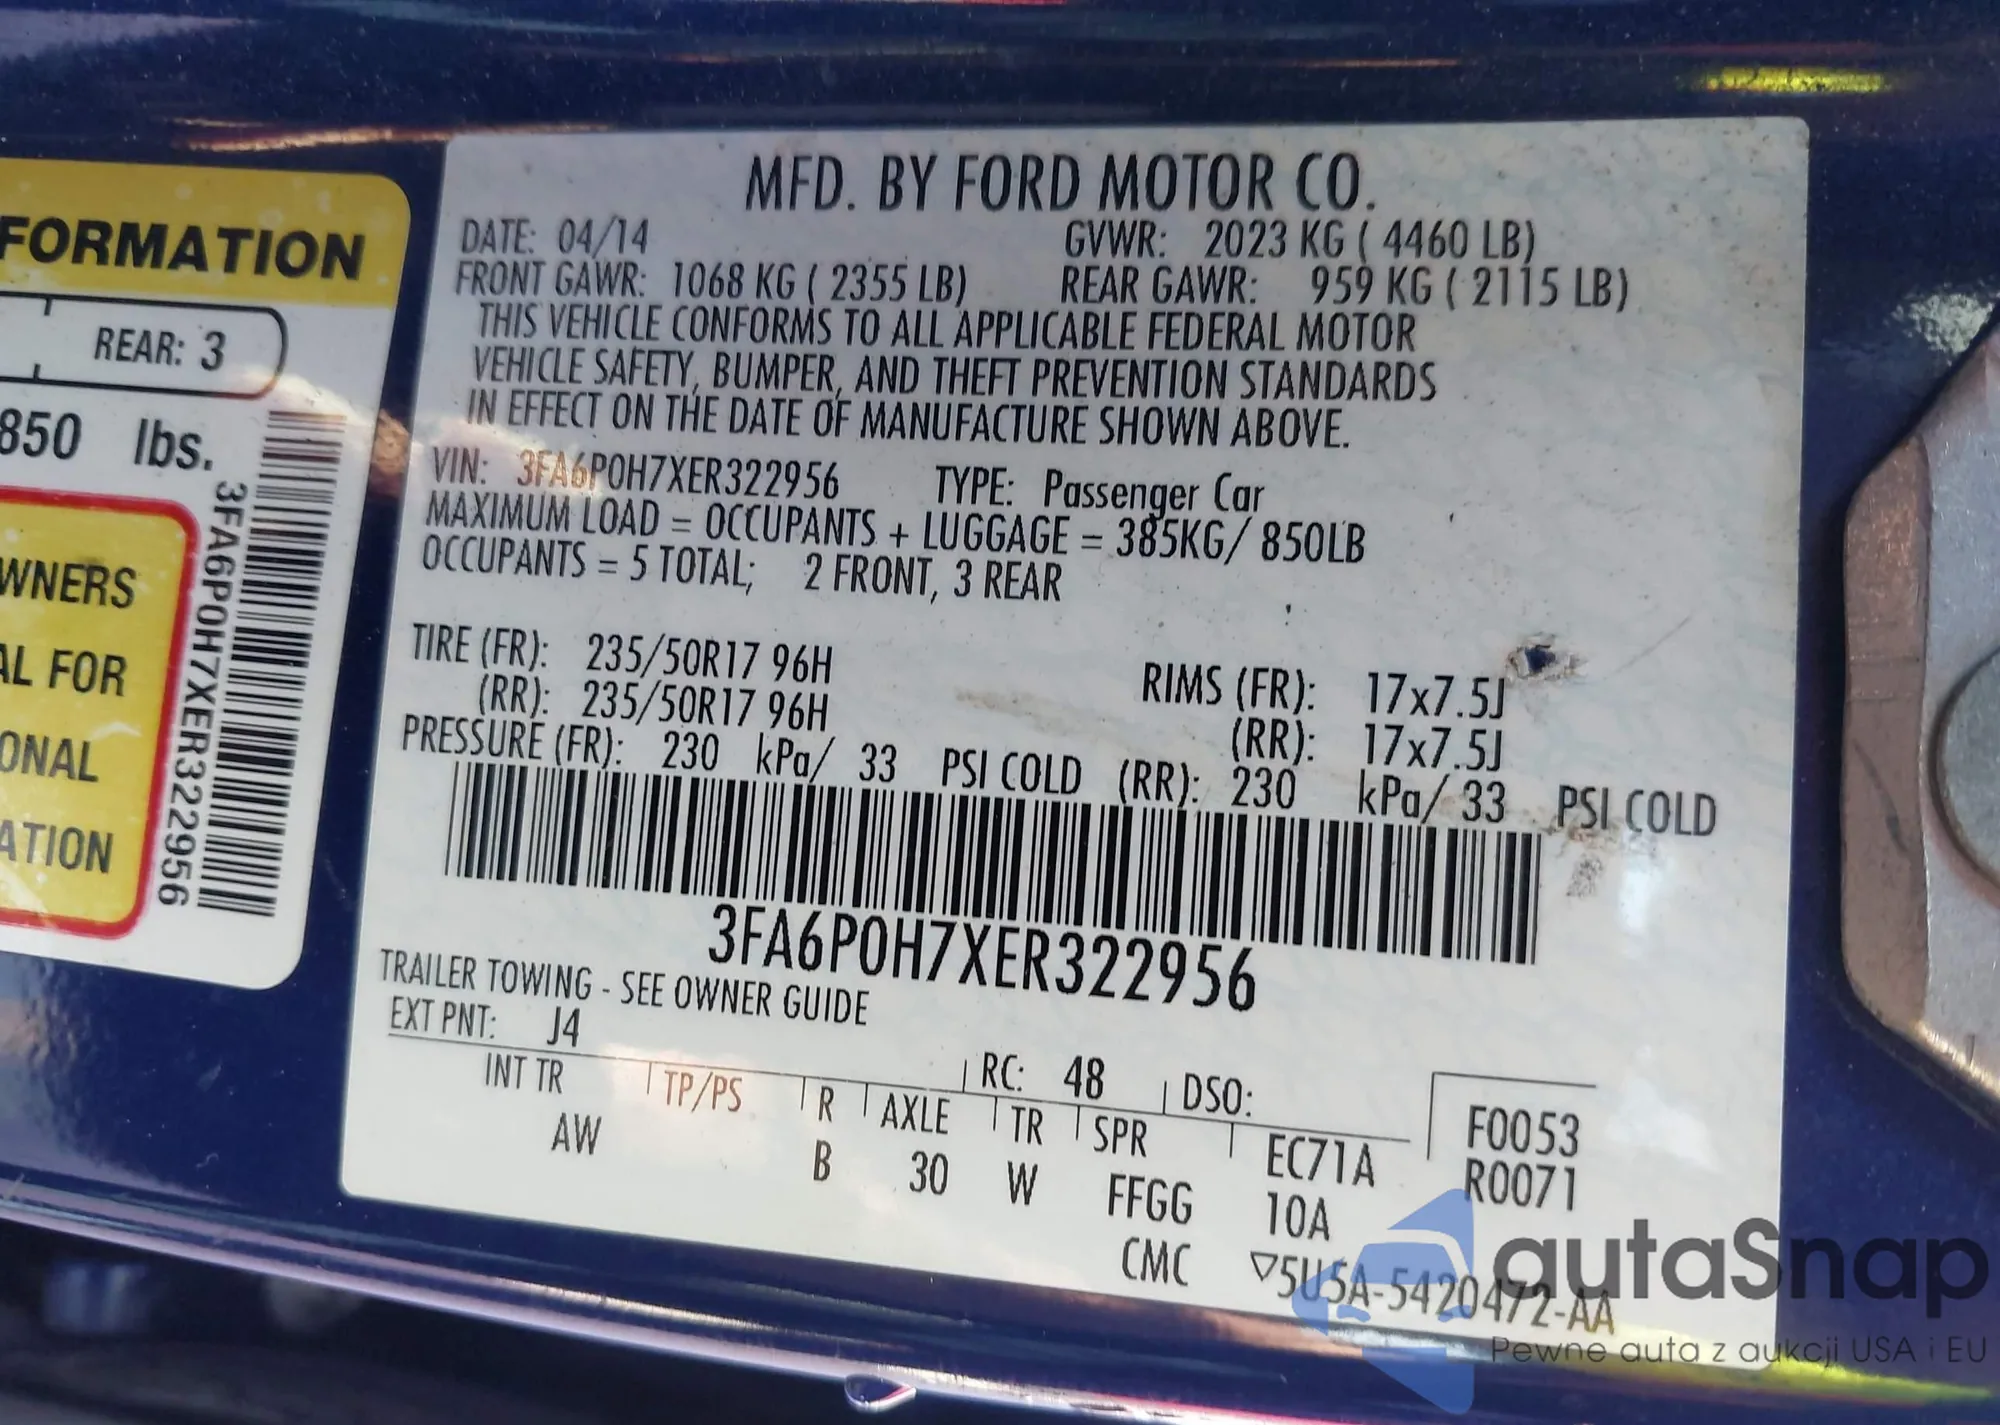 FORMATION
REAR: 3
850 lbs.
3FA6P0H7XER322956
WNERS
AL FOR
ONAL
ATION
MFD. BY FORD MOTOR CO.
DATE: 04/14 GVWR: 2023 KG ( 4460 LB)
FRONT GAWR: 1068 KG ( 2355 LB) REAR GAWR: 959 KG ( 2115 LB)
THIS VEHICLE CONFORMS TO ALL APPLICABLE FEDERAL MOTOR
VEHICLE SAFETY, BUMPER, AND THEFT PREVENTION STANDARDS
IN EFFECT ON THE DATE OF MANUFACTURE SHOWN ABOVE.
VIN: 3FA6P0H7XER322956 TYPE: Passenger Car
MAXIMUM LOAD = OCCUPANTS + LUGGAGE = 385KG/ 850LB
OCCUPANTS = 5 TOTAL; 2 FRONT, 3 REAR
TIRE (FR): 235/50R17 96H RIMS (FR): 17x7.5J
(RR): 235/50R17 96H (RR): 17x7.5J
PRESSURE (FR): 230 kPa/ 33 PSI COLD (RR): 230 kPa/ 33 PSI COLD
3FA6P0H7XER322956
TRAILER TOWING - SEE OWNER GUIDE
EXT PNT: J4 RC: 48 DSO:
INT TR TP/PS R AXLE TR SPR EC71A F0053
AW B 30 W FFGG 10A R0071
CMC ▽5U5A-5420472-AA
autaSnap
Pewne auta z aukcji USA i EU